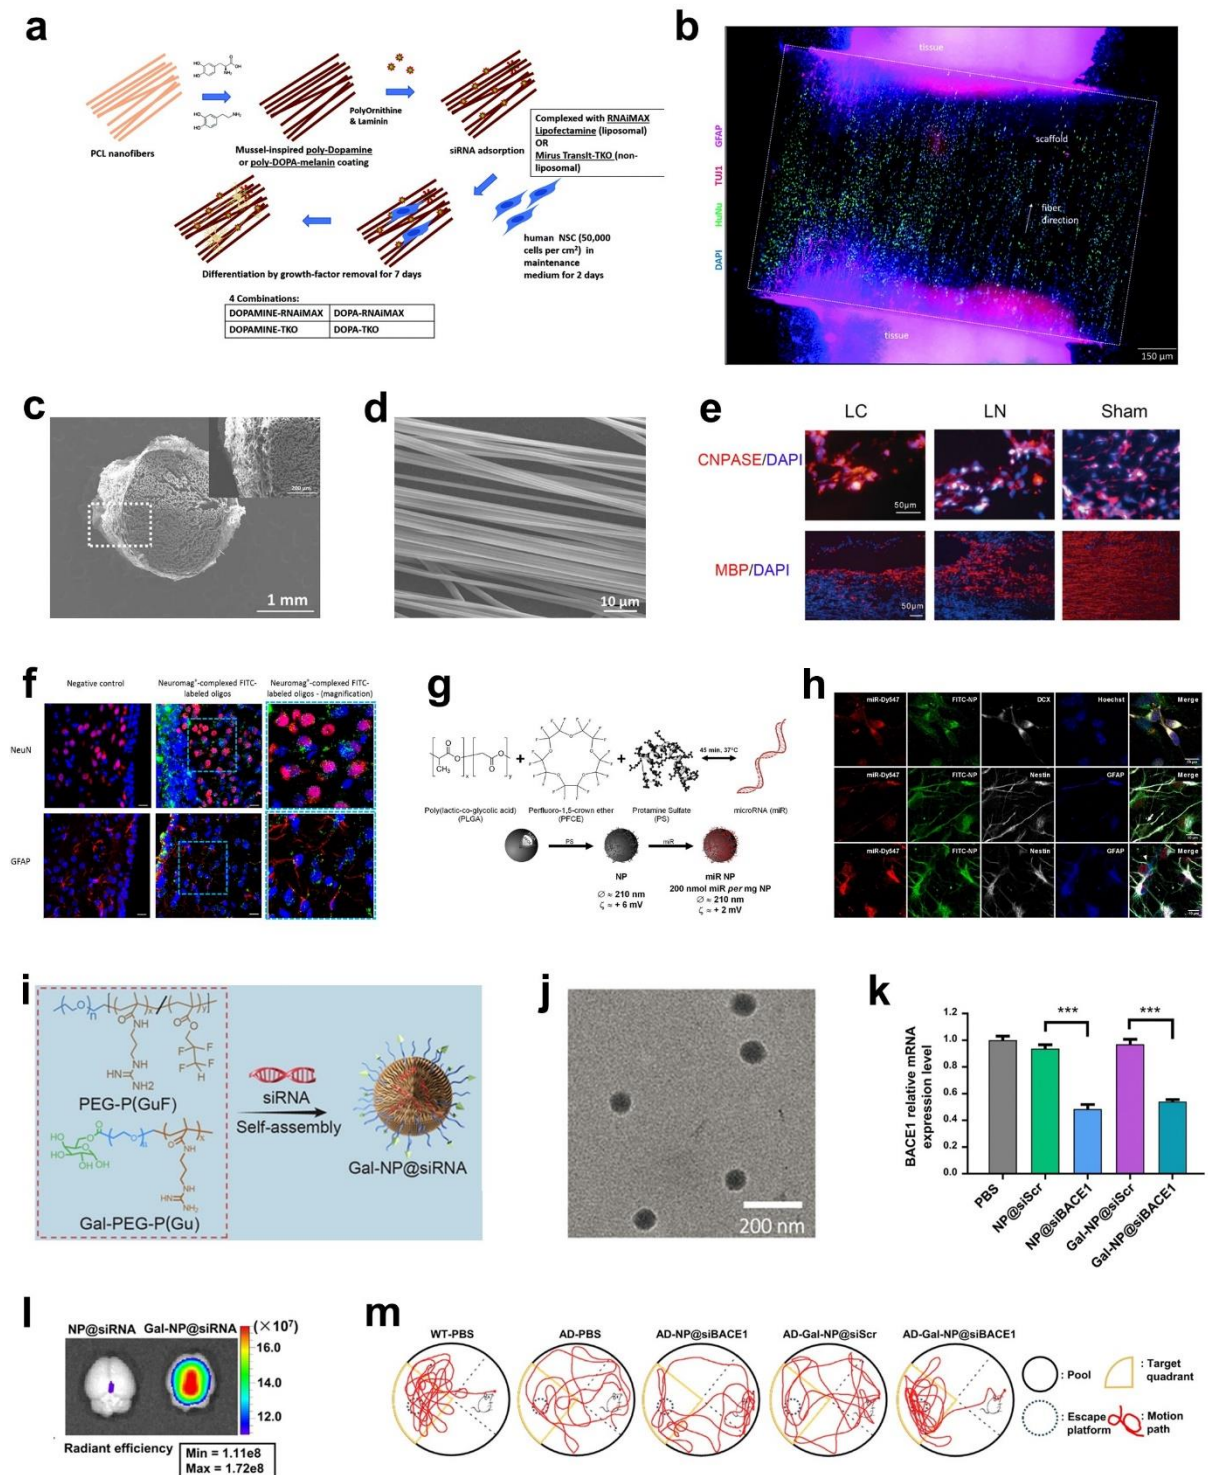 a
PCL nanofibers
Mussel-inspired poly-Dopamine
or poly-DOPA-melanin coating
PolyOrnithine
& Laminin
siRNA adsorption
Complexed with RNAiMAX
Lipofectamine (liposomal)
OR
Mirus TransIt-TKO (non-
liposomal)
human NSC (50,000
cells per cm²) in
maintenance
medium for 2 days
Differentiation by growth-factor removal for 7 days
4 Combinations:
DOPAMINE-RNAiMAX DOPA-RNAiMAX
DOPAMINE-TKO DOPA-TKO
b
DAPI HuNu TUJ1 GFAP
tissue
scaffold
fiber
direction
tissue
150 µm
c
200 µm
1 mm
d
10 µm
e
LC LN Sham
CNPASE/DAPI
50µm
MBP/DAPI
50µm
f
Negative control
Neuromag®-complexed FITC-
labeled oligos
Neuromag®-complexed FITC-
labeled oligos - (magnification)
NeuN
GFAP
g
CH₃
45 min, 37°C
Poly(lactic-co-glycolic acid)
(PLGA)
Perfluoro-1,5-crown ether
(PFCE)
Protamine Sulfate
(PS)
microRNA (miR)
PS
miR
NP
∅ ≈ 210 nm
ζ ≈ + 6 mV
miR NP
200 nmol miR per mg NP
∅ ≈ 210 nm
ζ ≈ + 2 mV
h
miR-Dy547 FITC-NP DCX Hoechst Merge
miR-Dy547 FITC-NP Nestin GFAP Merge
miR-Dy547 FITC-NP Nestin GFAP Merge
i
PEG-P(GuF)
Gal-PEG-P(Gu)
siRNA
Self-assembly
Gal-NP@siRNA
j
200 nm
k
BACE1 relative mRNA
expression level
1.2
1.0
0.8
0.6
0.4
0.2
0.0
***
***
PBS
NP@siScr
NP@siBACE1
Gal-NP@siScr
Gal-NP@siBACE1
l
NP@siRNA Gal-NP@siRNA (×10⁷)
16.0
14.0
12.0
Radiant efficiency
Min = 1.11e8
Max = 1.72e8
m
WT-PBS AD-PBS AD-NP@siBACE1 AD-Gal-NP@siScr AD-Gal-NP@siBACE1
: Pool
: Target
quadrant
: Escape
platform
: Motion
path